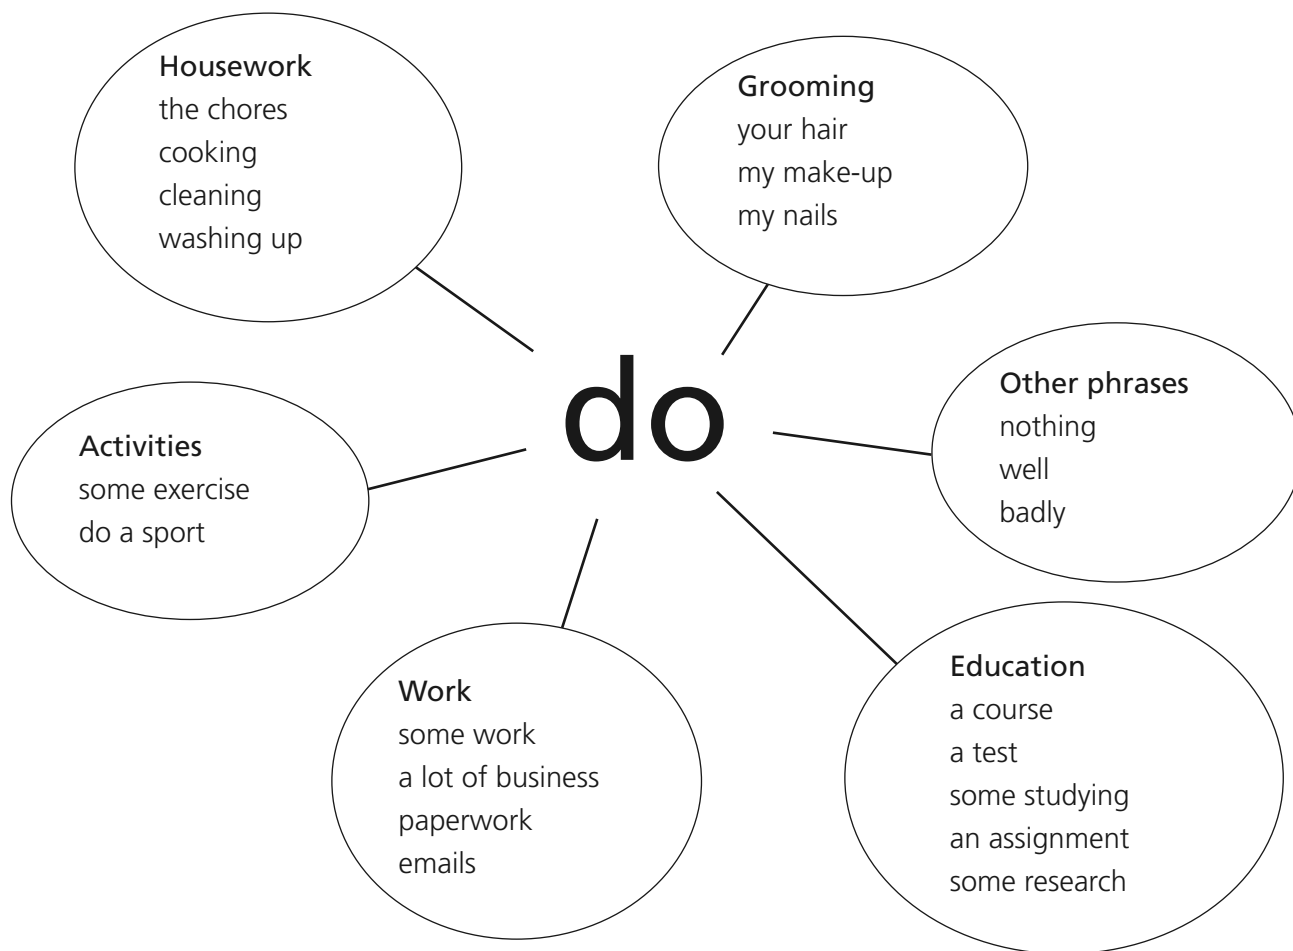 Housework
the chores
cooking
cleaning
washing up
Grooming
your hair
my make-up
my nails
do
Other phrases
nothing
well
badly
Activities
some exercise
do a sport
Work
some work
a lot of business
paperwork
emails
Education
a course
a test
some studying
an assignment
some research